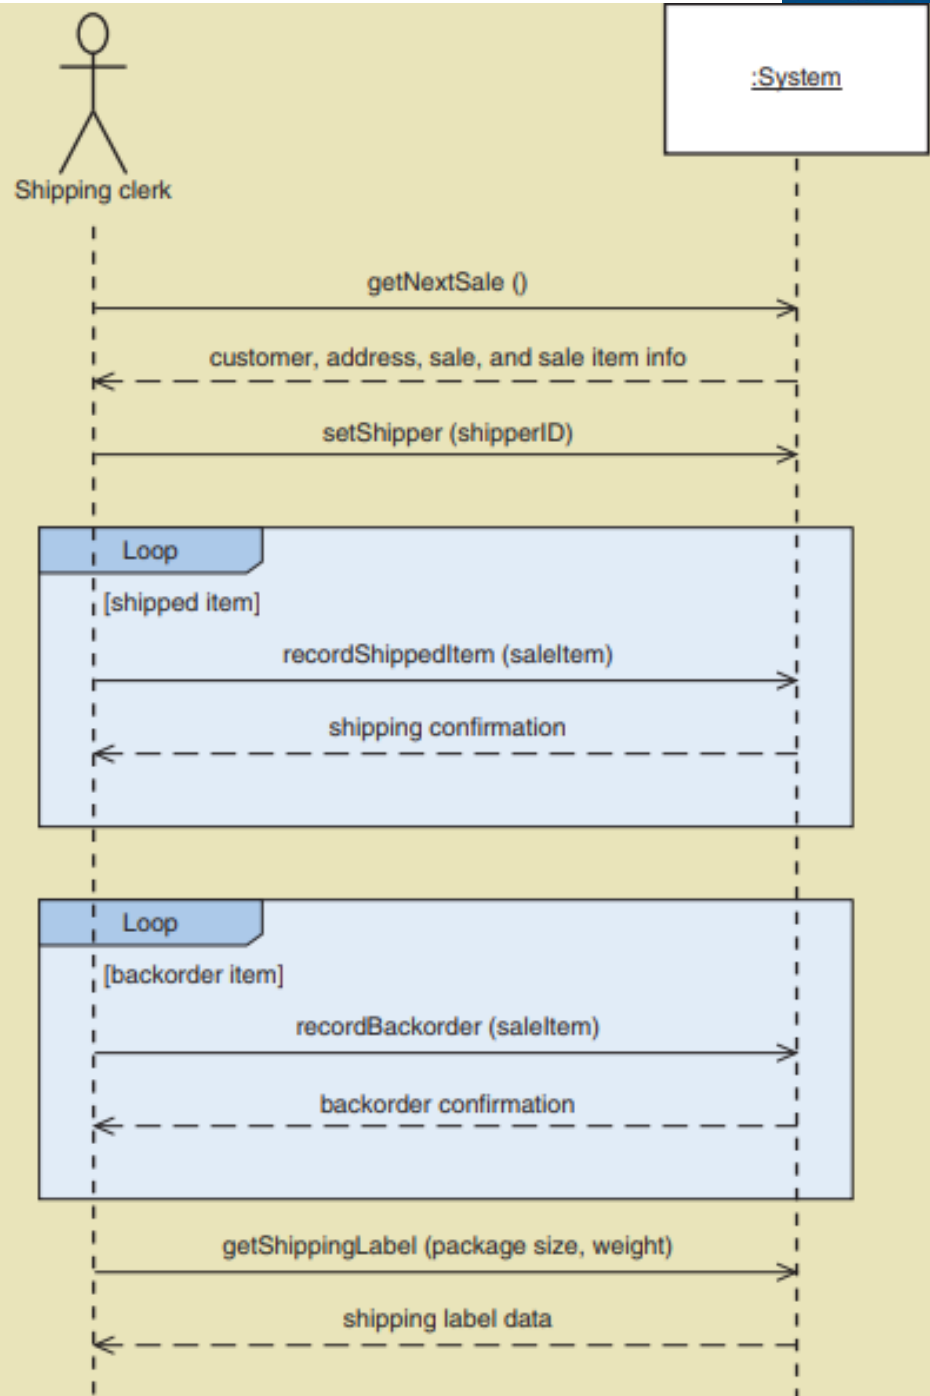 :System
Shipping clerk
getNextSale ()
customer, address, sale, and sale item info
setShipper (shipperID)
Loop
[shipped item]
recordShippedItem (saleItem)
shipping confirmation
Loop
[backorder item]
recordBackorder (saleItem)
backorder confirmation
getShippingLabel (package size, weight)
shipping label data